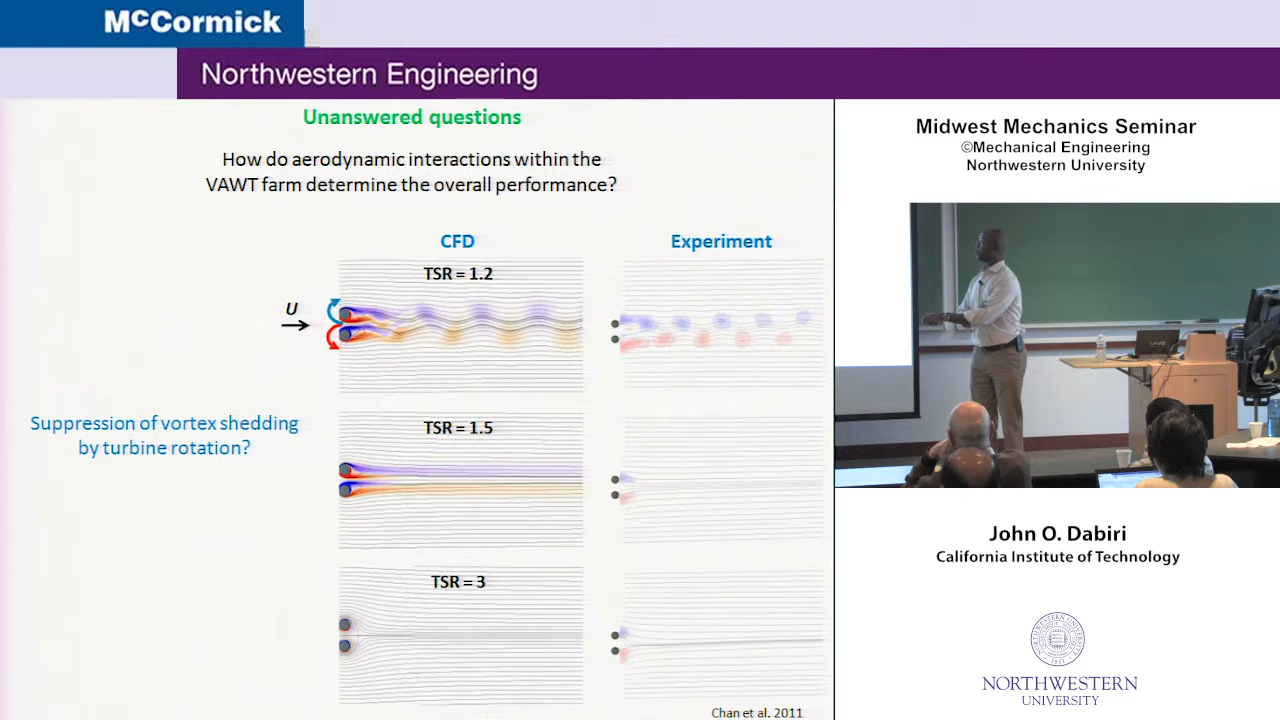 McCormick
Northwestern Engineering
Unanswered questions
How do aerodynamic interactions within the
VAWT farm determine the overall performance?
CFD
Experiment
TSR = 1.2
U
Suppression of vortex shedding
by turbine rotation?
TSR = 1.5
TSR = 3
Chan et al. 2011
Midwest Mechanics Seminar
©Mechanical Engineering
Northwestern University
John O. Dabiri
California Institute of Technology
NORTHWESTERN
UNIVERSITY